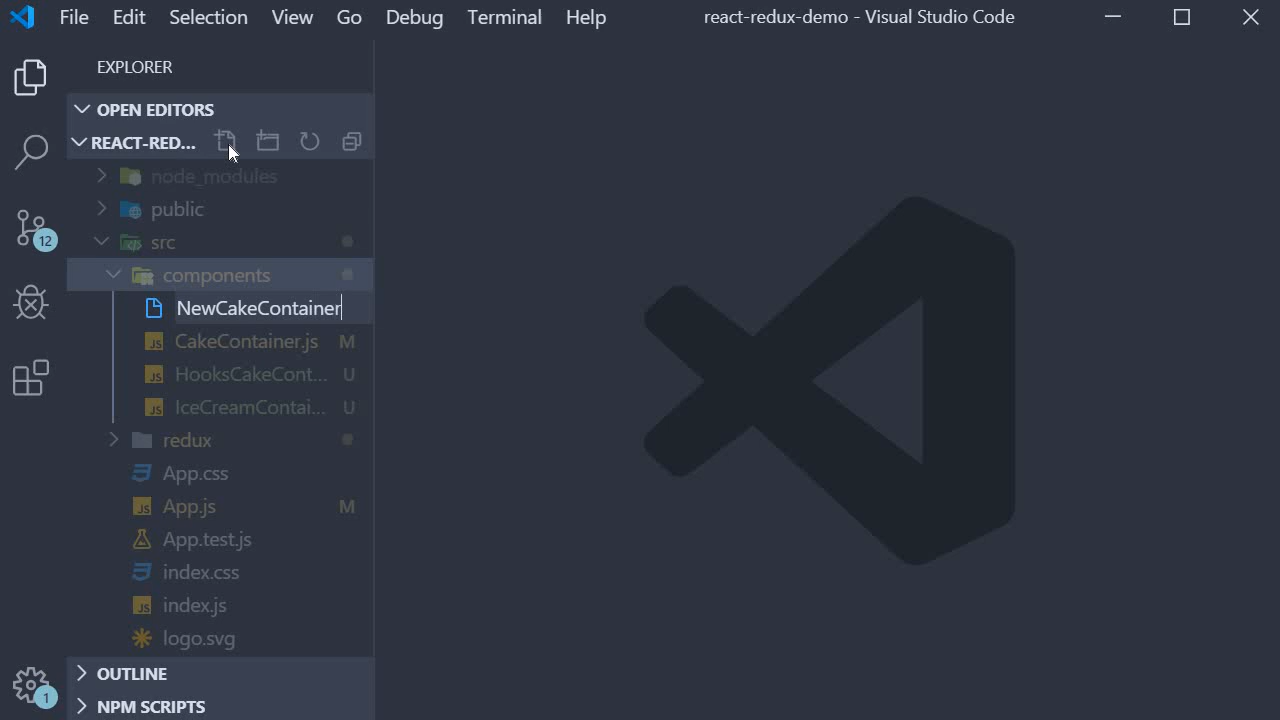 File Edit Selection View Go Debug Terminal Help react-redux-demo - Visual Studio Code
EXPLORER
OPEN EDITORS
REACT-RED...
node_modules
public
src
components
NewCakeContainer
CakeContainer.js M
HooksCakeCont... U
IceCreamContai... U
redux
App.css
App.js M
App.test.js
index.css
index.js
logo.svg
OUTLINE
NPM SCRIPTS
12
1